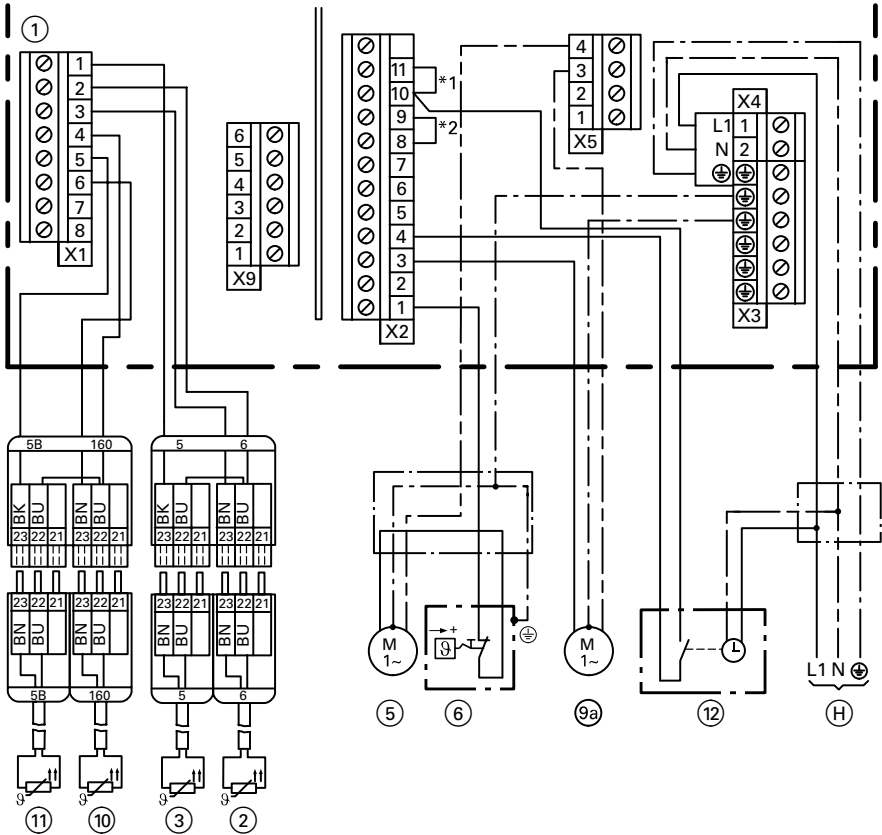 1
1
2
3
4
5
6
7
8
X1
6
5
4
3
2
1
X9
11
10
9
8
7
6
5
4
3
2
1
X2
*1
*2
4
3
2
1
X5
X4
L1 1
N 2
X3
5B 160
5 6
BK BU BN BU
23 22 21 23 22 21
BK BU BN BU
23 22 21 23 22 21
23 22 21 23 22 21
BN BU BN BU
23 22 21 23 22 21
BN BU BN BU
5B 160
5 6
M
1~
+
ϑ
M
1~
L1 N
5
6
9a
12
H
ϑ
ϑ
ϑ
ϑ
11
10
3
2